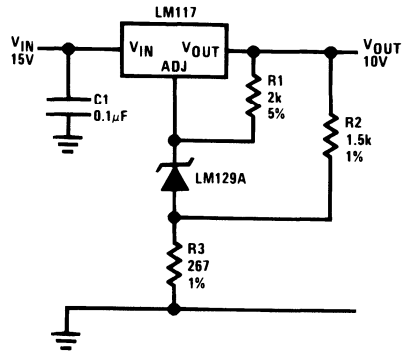 LM117
VIN
15V
VIN
VOUT
ADJ
VOUT
10V
C1
0.1μF
R1
2k
5%
R2
1.5k
1%
LM129A
R3
267
1%